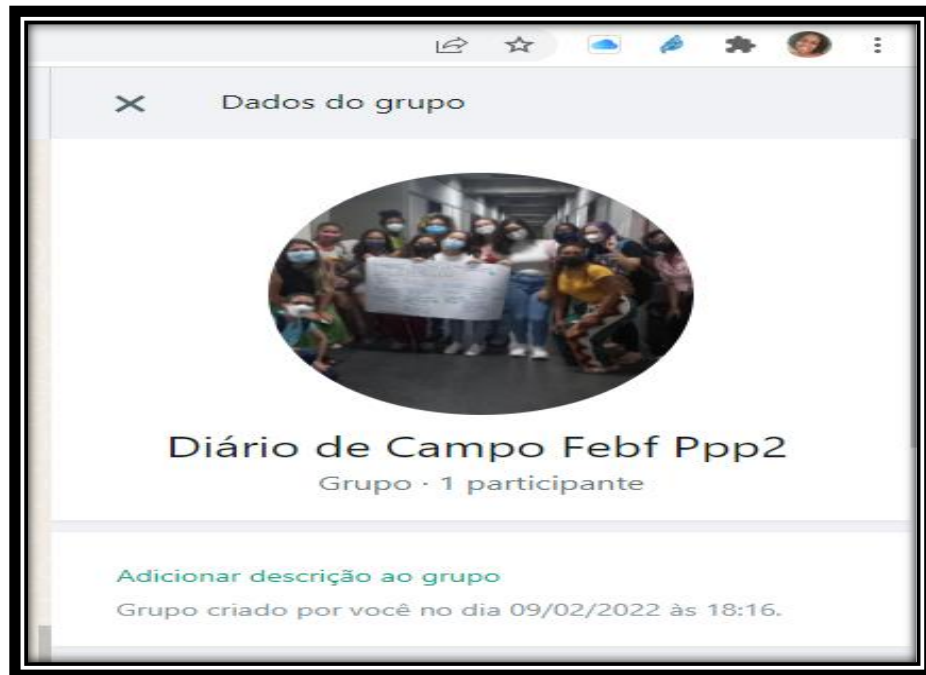 Dados do grupo
Diário de Campo Febf Ppp2
Grupo · 1 participante
Adicionar descrição ao grupo
Grupo criado por você no dia 09/02/2022 às 18:16.